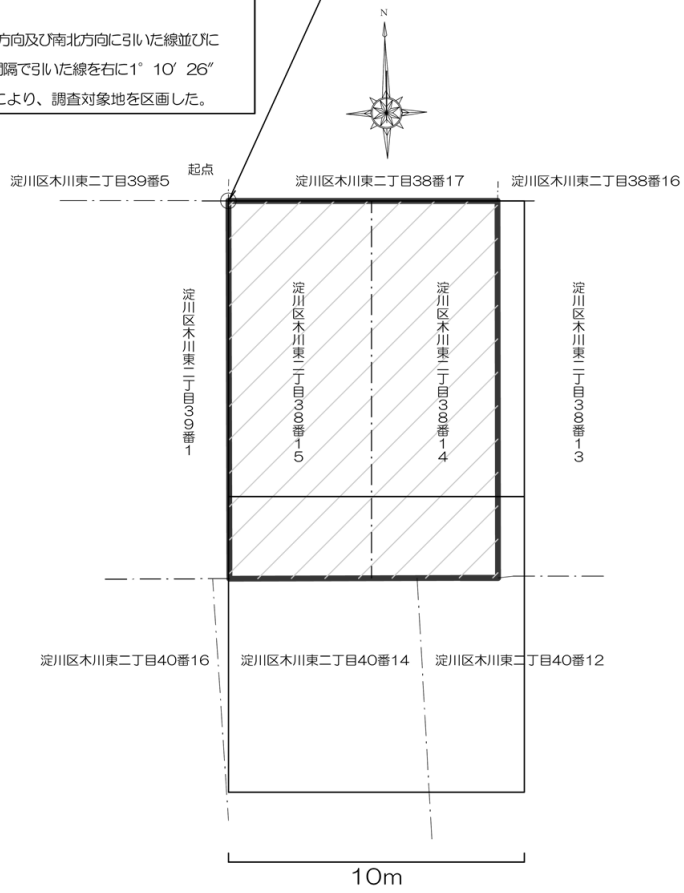 方向及び南北方向に引いた線並びに
間隔で引いた線を右に1° 10′ 26″
により、調査対象地を区画した。
N
起点
淀川区木川東二丁目39番5
淀川区木川東二丁目38番17
淀川区木川東二丁目38番16
淀川区木川東二丁目39番1
淀川区木川東二丁目38番15
淀川区木川東二丁目38番14
淀川区木川東二丁目38番13
淀川区木川東二丁目40番16
淀川区木川東二丁目40番14
淀川区木川東二丁目40番12
10m